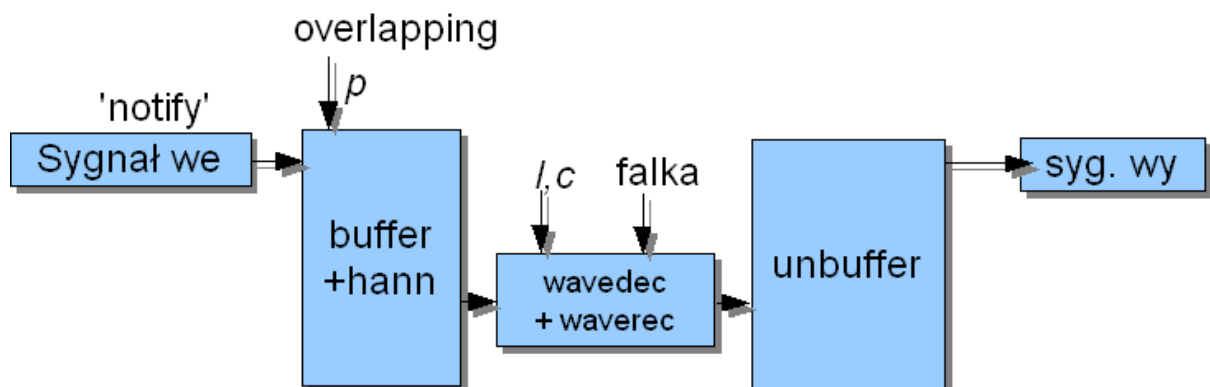 overlapping
p
'notify'
Sygnał we
buffer
+hann
l,c
falka
wavedec
+ waverec
unbuffer
syg. wy